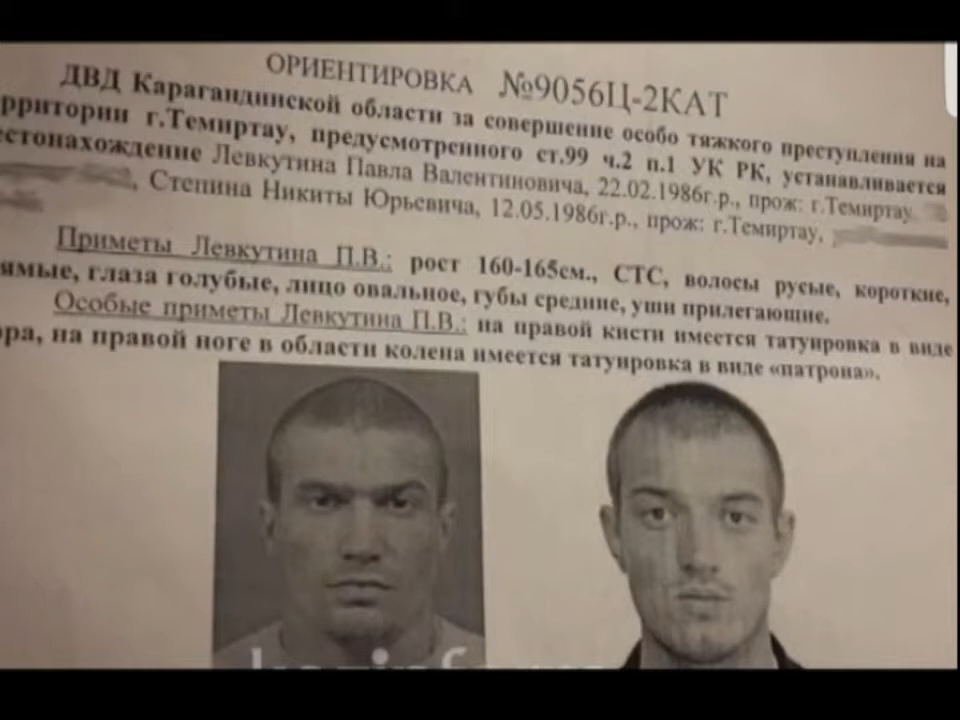 ОРИЕНТИРОВКА №9056Ц-2КАТ
ДВД Карагандинской области за совершение особо тяжкого преступления на
рритории г.Темиртау, предусмотренного ст.99 ч.2 п.1 УК РК, устанавливается
естонахождение Левкутина Павла Валентиновича, 22.02.1986г.р., прож: г.Темиртау
, Степина Никиты Юрьевича, 12.05.1986г.р., прож: г.Темиртау,
Приметы Левкутина П.В.: рост 160-165см., СТС, волосы русые, короткие,
ямые, глаза голубые, лицо овальное, губы средние, уши прилегающие.
Особые приметы Левкутина П.В.: на правой кисти имеется татуировка в виде
ора, на правой ноге в области колена имеется татуировка в виде «патрона».